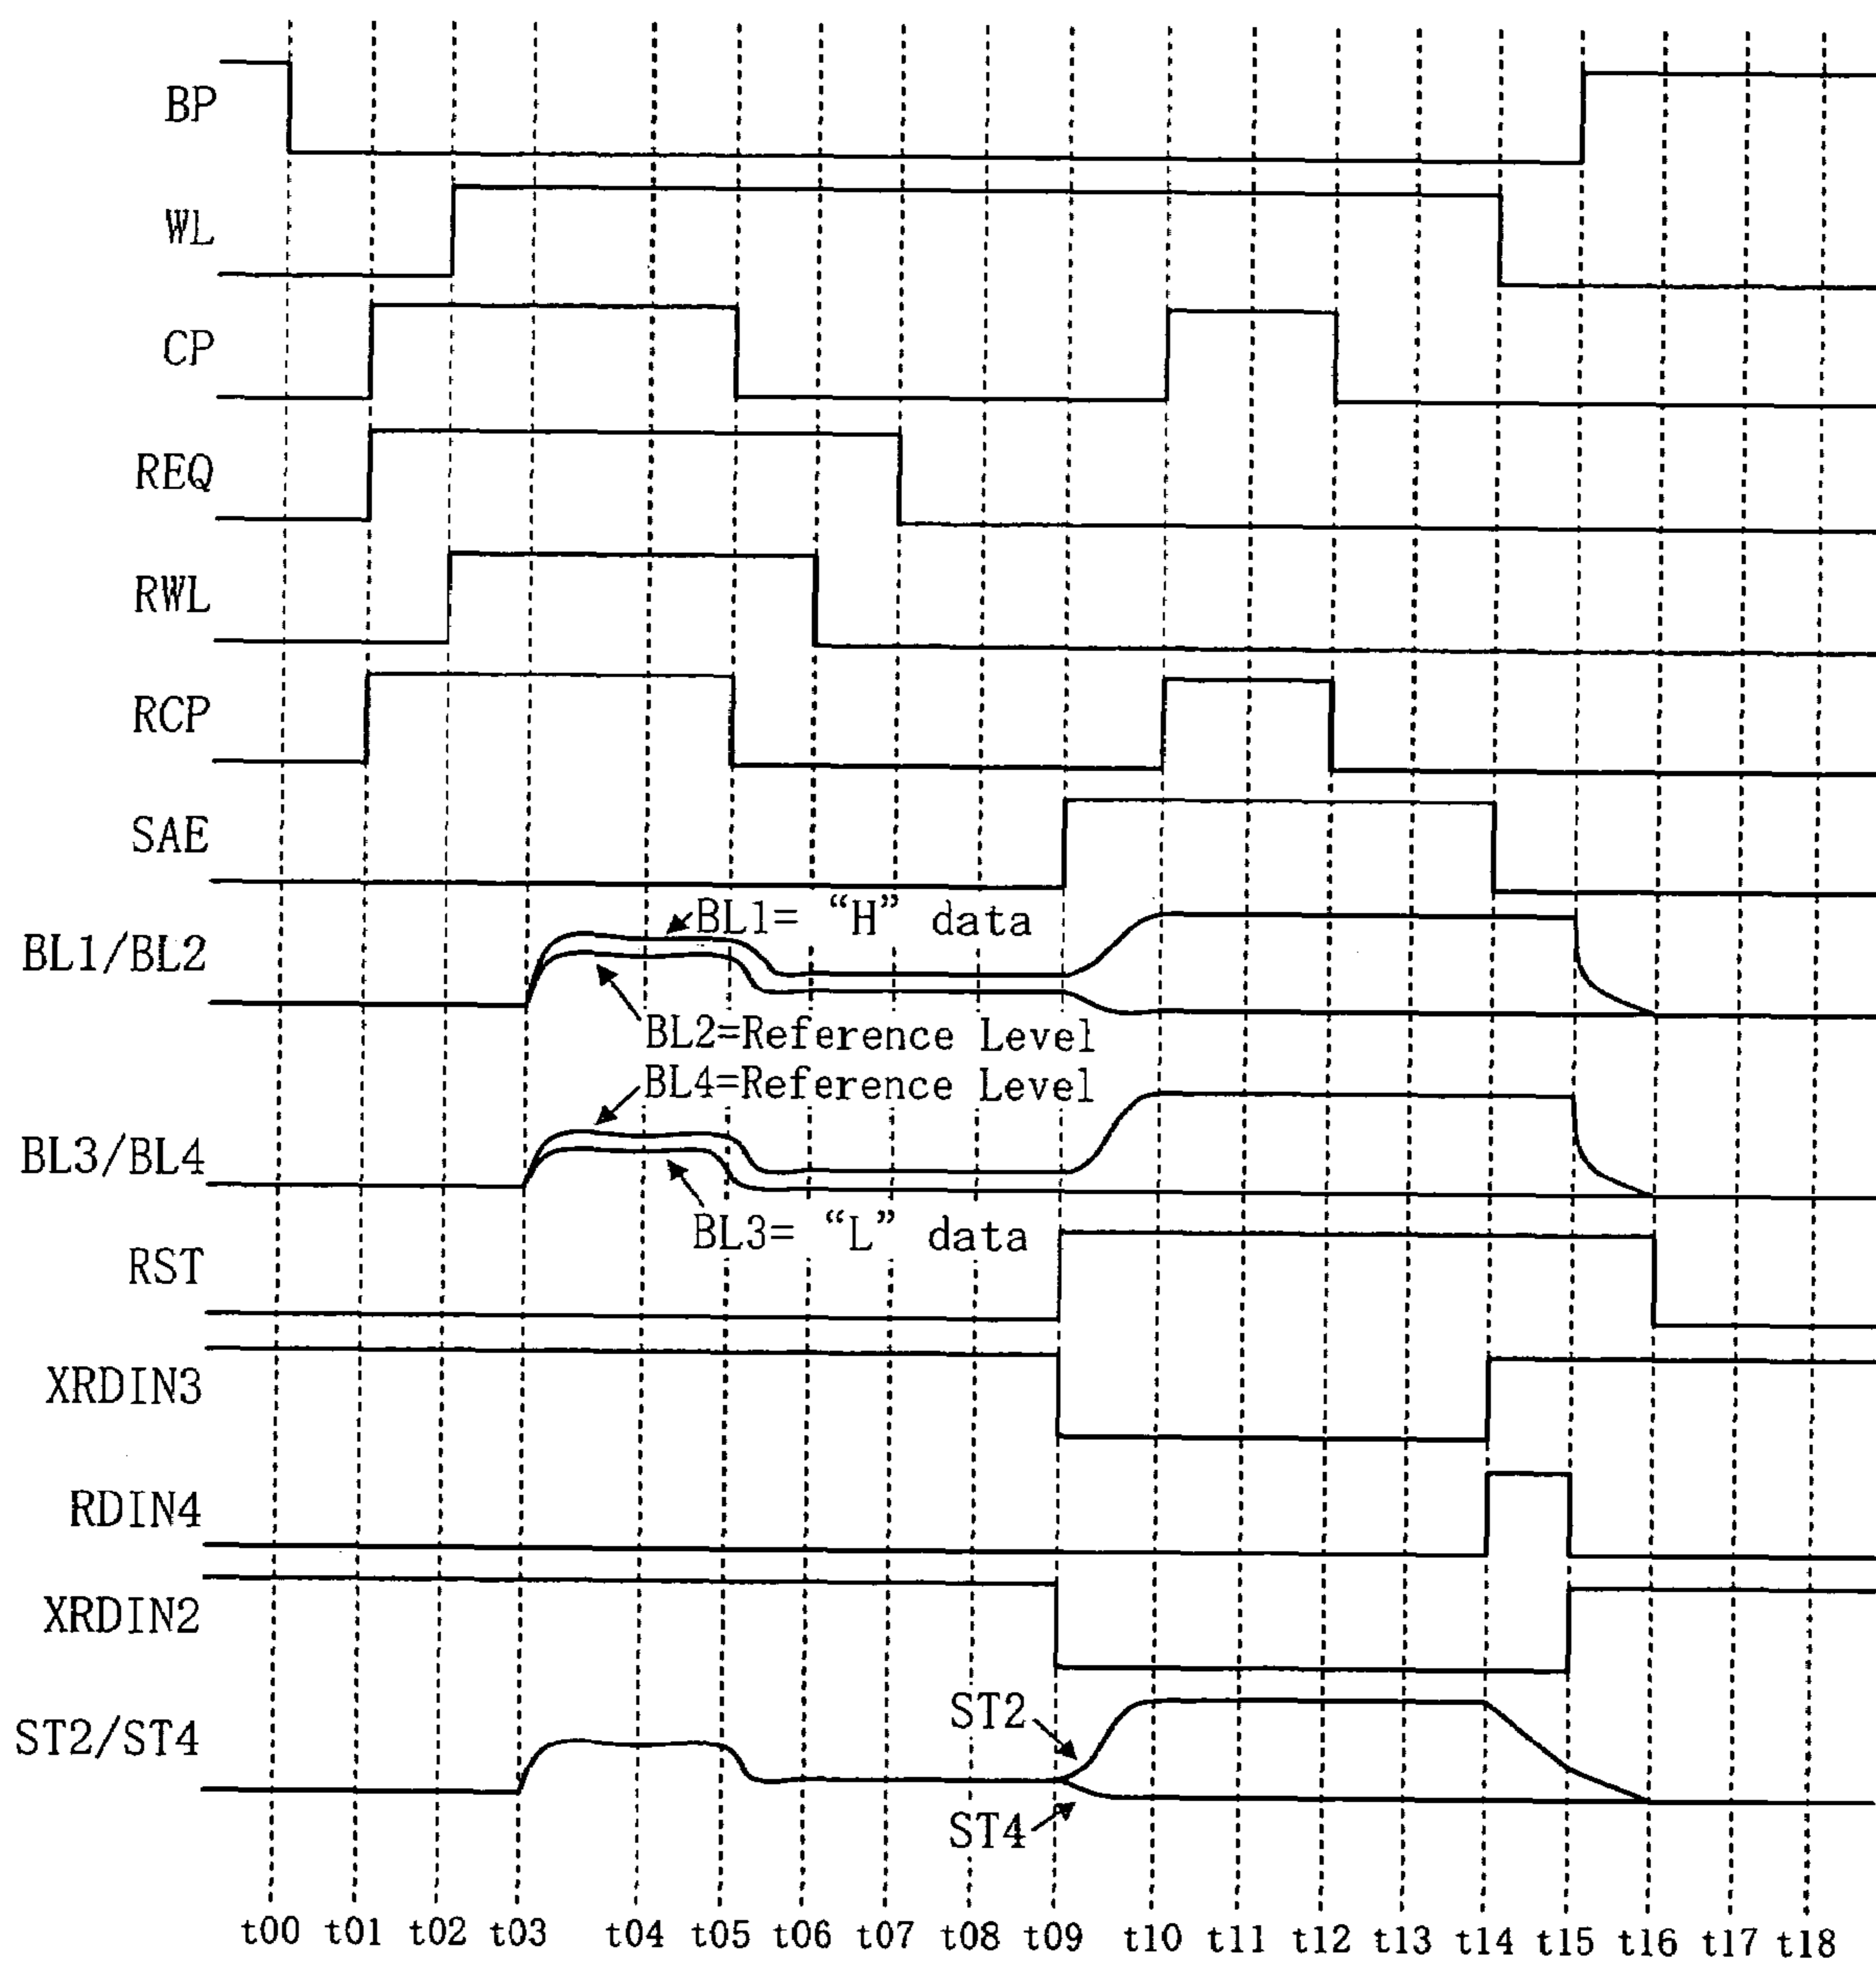 BP
WL
CP
REQ
RWL
RCP
SAE
BL1= “H” data
BL1/BL2
BL2=Reference Level
BL4=Reference Level
BL3/BL4
BL3= “L” data
RST
XRDIN3
RDIN4
XRDIN2
ST2
ST2/ST4
ST4
t00 t01 t02 t03 t04 t05 t06 t07 t08 t09 t10 t11 t12 t13 t14 t15 t16 t17 t18